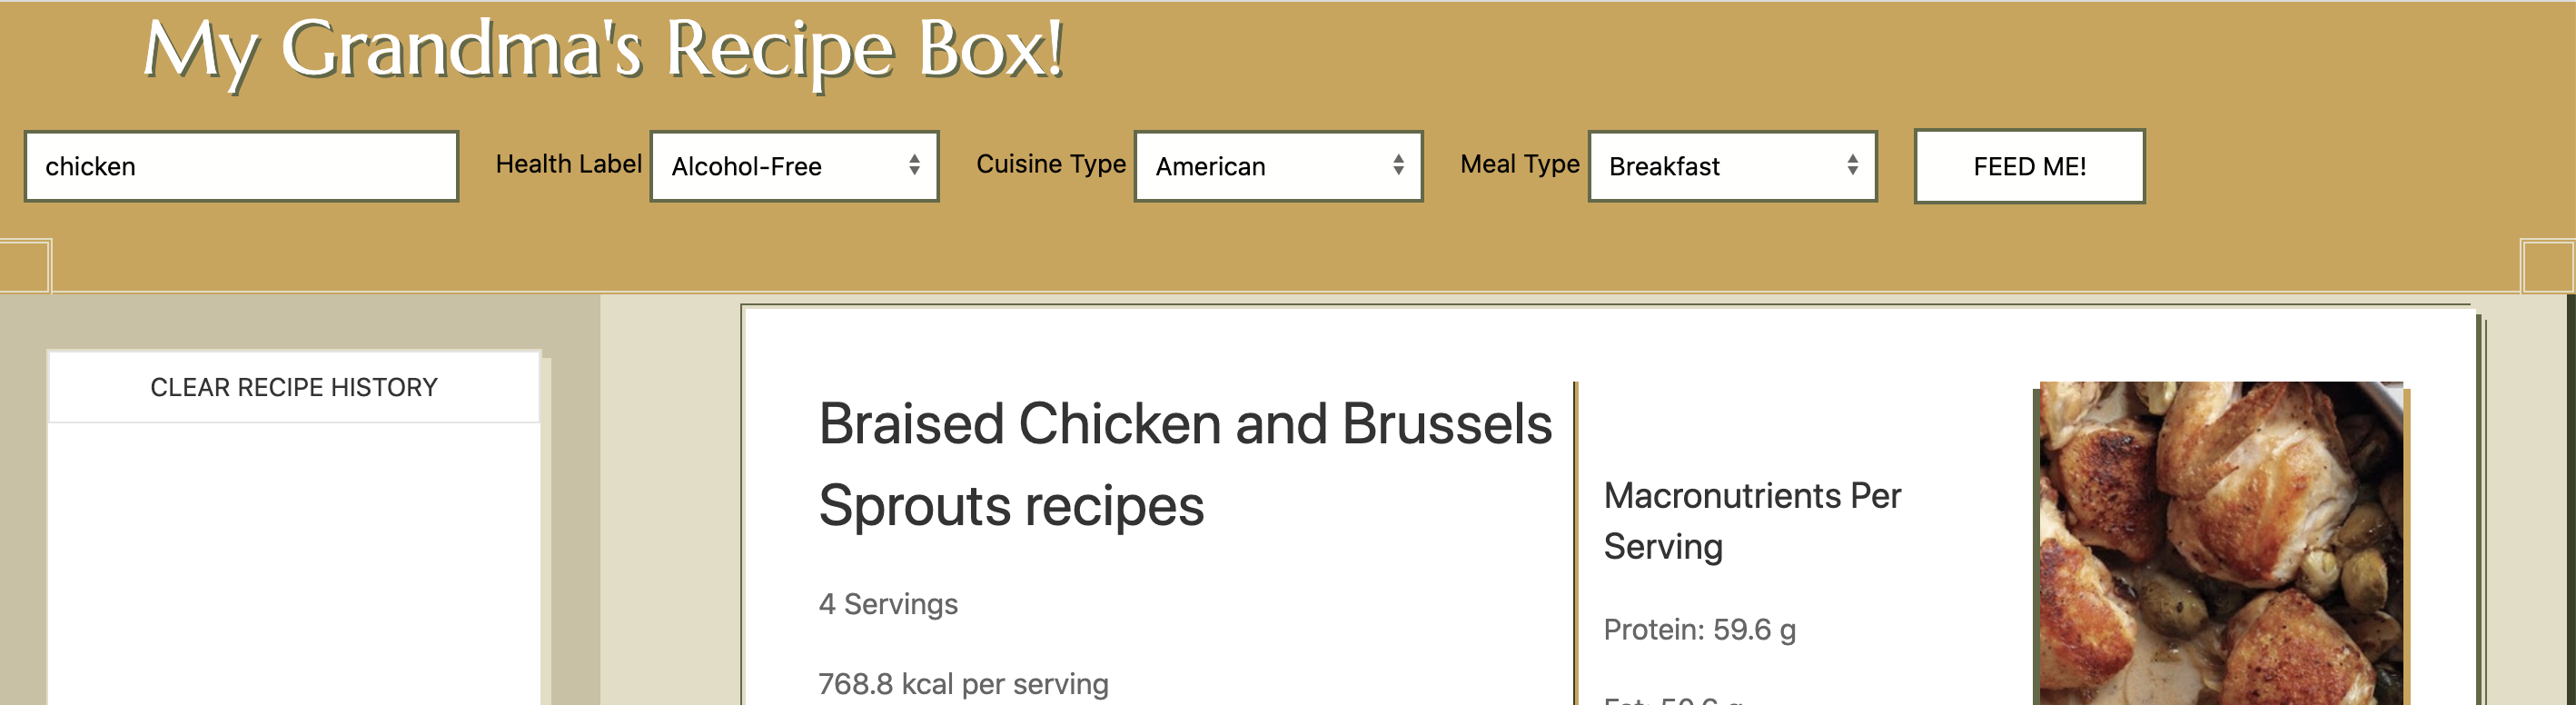 My Grandma's Recipe Box!
chicken Health Label Alcohol-Free Cuisine Type American Meal Type Breakfast FEED ME!
CLEAR RECIPE HISTORY
Braised Chicken and Brussels
Sprouts recipes
4 Servings
768.8 kcal per serving
Macronutrients Per
Serving
Protein: 59.6 g